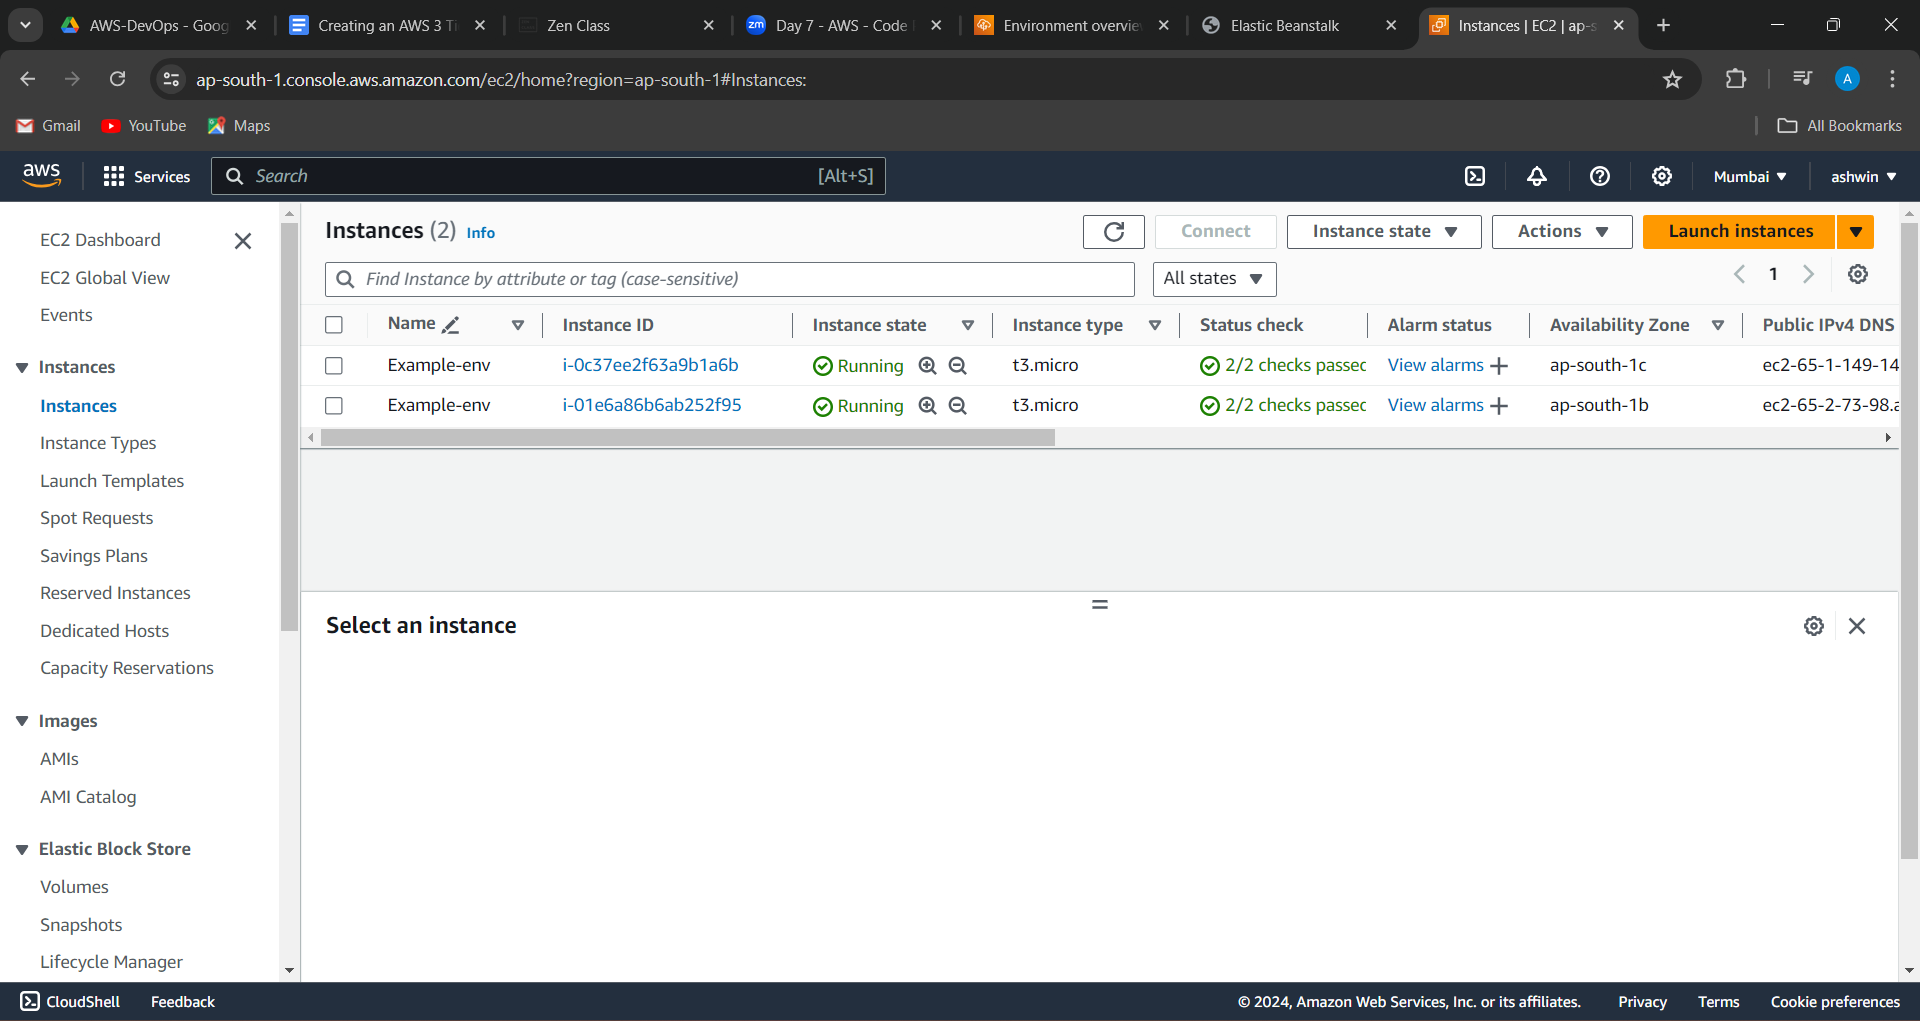 AWS-DevOps - Goog
Creating an AWS 3 Ti
Zen Class
zm Day 7 - AWS - Code
Environment overvie
Elastic Beanstalk
Instances | EC2 | ap-s
ap-south-1.console.aws.amazon.com/ec2/home?region=ap-south-1#Instances:
A
Gmail YouTube Maps All Bookmarks
aws Services Search [Alt+S] Mumbai ashwin
EC2 Dashboard
EC2 Global View
Events
Instances
Instances
Instance Types
Launch Templates
Spot Requests
Savings Plans
Reserved Instances
Dedicated Hosts
Capacity Reservations
Images
AMIs
AMI Catalog
Elastic Block Store
Volumes
Snapshots
Lifecycle Manager
Instances (2) Info Connect Instance state Actions Launch instances
Find Instance by attribute or tag (case-sensitive) All states 1
Name Instance ID Instance state Instance type Status check Alarm status Availability Zone Public IPv4 DNS
Example-env i-0c37ee2f63a9b1a6b Running t3.micro 2/2 checks passec View alarms ap-south-1c ec2-65-1-149-14
Example-env i-01e6a86b6ab252f95 Running t3.micro 2/2 checks passec View alarms ap-south-1b ec2-65-2-73-98.a
Select an instance
CloudShell Feedback © 2024, Amazon Web Services, Inc. or its affiliates. Privacy Terms Cookie preferences